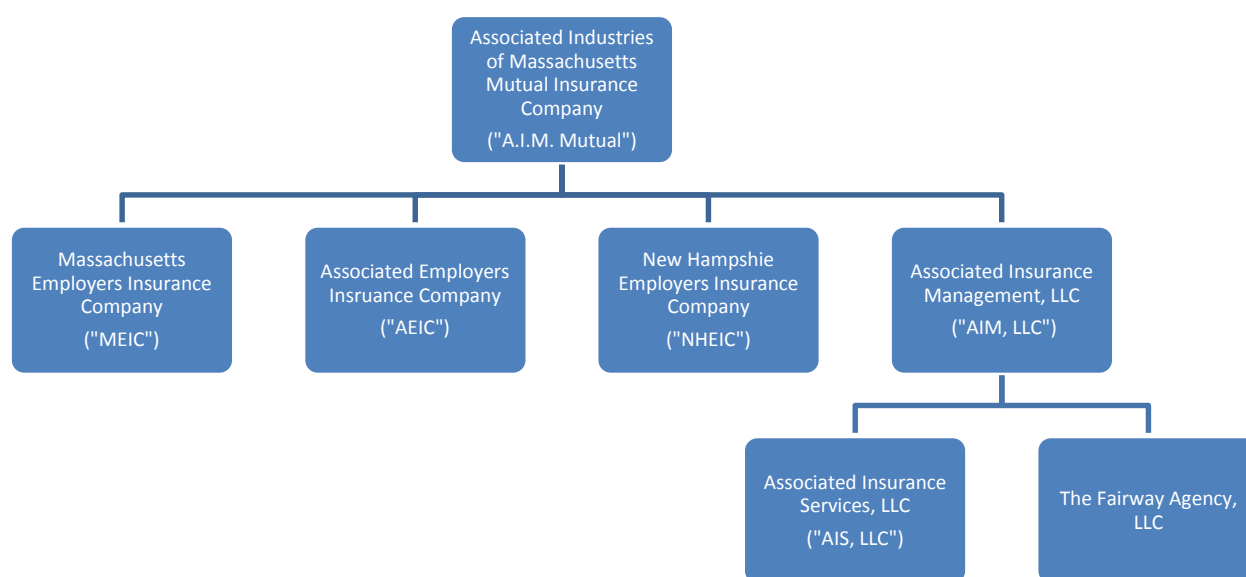 Associated Industries
of Massachusetts
Mutual Insurance
Company
("A.I.M. Mutual")
Massachusetts
Employers Insurance
Company
("MEIC")
Associated Employers
Insruance Company
("AEIC")
New Hampshie
Employers Insurance
Company
("NHEIC")
Associated Insurance
Management, LLC
("AIM, LLC")
Associated Insurance
Services, LLC
("AIS, LLC")
The Fairway Agency,
LLC